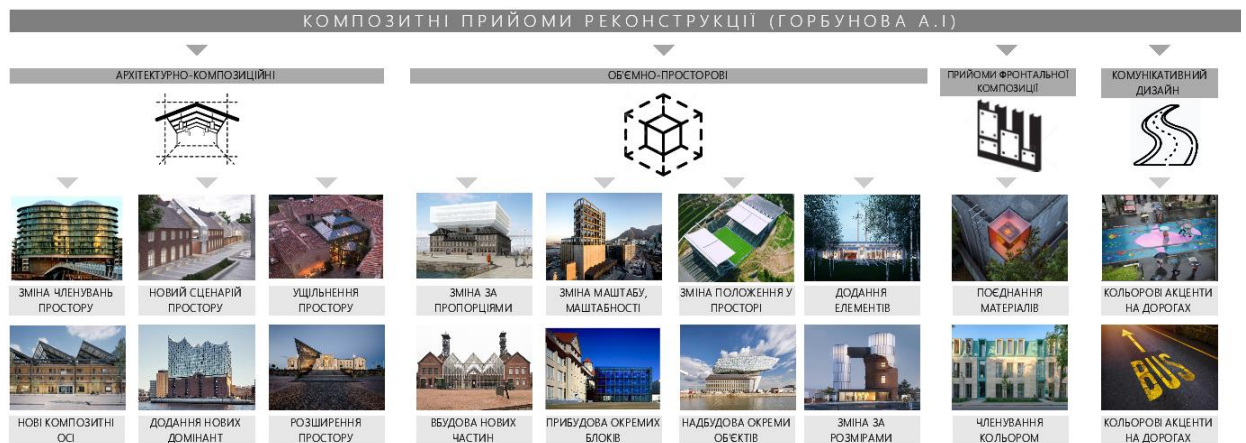 КОМПОЗИТНІ ПРИЙОМИ РЕКОНСТРУКЦІЇ (ГОРБУНОВА А.І)
АРХІТЕКТУРНО-КОМПОЗИЦІЙНІ
ОБ'ЄМНО-ПРОСТОРОВІ
ПРИЙОМИ ФРОНТАЛЬНОЇ
КОМПОЗИЦІЇ
КОМУНІКАТИВНИЙ
ДИЗАЙН
ЗМІНА ЧЛЕНУВАНЬ
ПРОСТОРУ
НОВИЙ СЦЕНАРІЙ
ПРОСТОРУ
УЩІЛЬНЕННЯ
ПРОСТОРУ
ЗМІНА ЗА
ПРОПОРЦІЯМИ
ЗМІНА МАШТАБУ,
МАШТАБНОСТІ
ЗМІНА ПОЛОЖЕННЯ У
ПРОСТОРІ
ДОДАННЯ
ЕЛЕМЕНТІВ
ПОЄДНАННЯ
МАТЕРІАЛІВ
КОЛЬОРОВІ АКЦЕНТИ
НА ДОРОГАХ
BUS
НОВІ КОМПОЗИТНІ
ОСІ
ДОДАННЯ НОВИХ
ДОМІНАНТ
РОЗШИРЕННЯ
ПРОСТОРУ
ВБУДОВА НОВИХ
ЧАСТИН
ПРИБУДОВА ОКРЕМИХ
БЛОКІВ
НАДБУДОВА ОКРЕМИ
ОБ'ЄКТІВ
ЗМІНА ЗА
РОЗМІРАМИ
ЧЛЕНУВАННЯ
КОЛЬОРОМ
КОЛЬОРОВІ АКЦЕНТИ
НА ДОРОГАХ